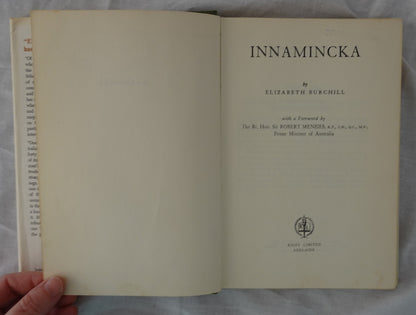 INNAMINCKA
by
ELIZABETH BURCHILL
with a Foreword by
The Rt. Hon. Sir ROBERT MENZIES, K.T., C.H., Q.C., M.P.
Prime Minister of Australia
RIGBY LIMITED
ADELAIDE